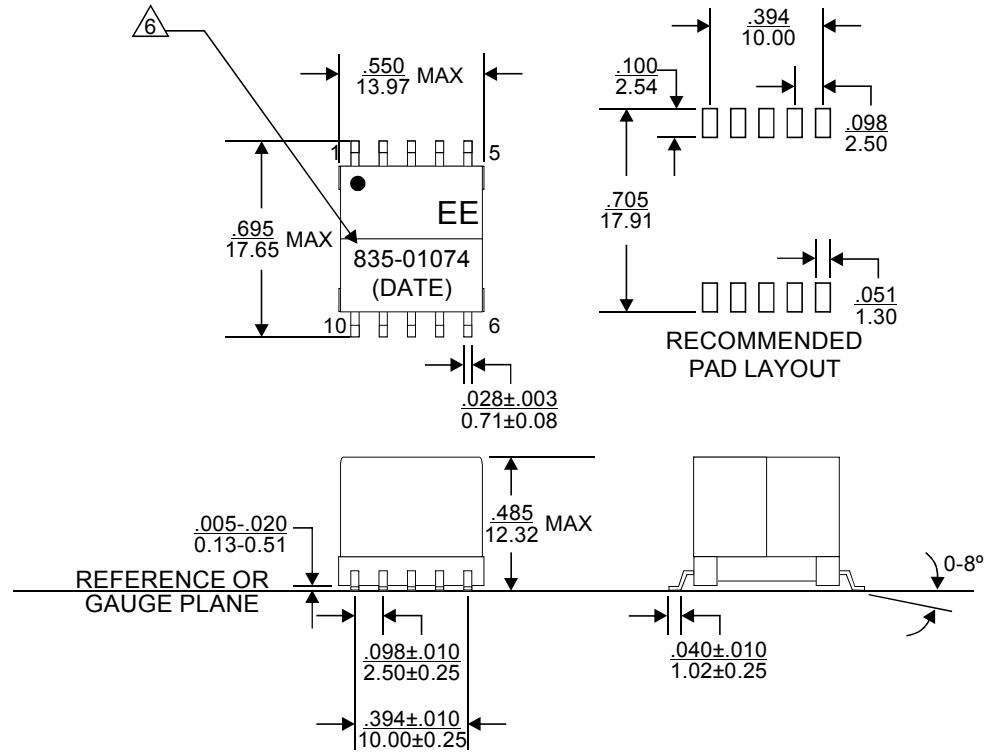 6
.550
13.97 MAX
.394
10.00
.100
2.54
.098
2.50
1
5
EE
.695
17.65 MAX
835-01074
(DATE)
.705
17.91
10
6
.051
1.30
RECOMMENDED
PAD LAYOUT
.028±.003
0.71±0.08
.005-.020
0.13-0.51
.485
12.32 MAX
REFERENCE OR
GAUGE PLANE
0-8º
.098±.010
2.50±0.25
.040±.010
1.02±0.25
.394±.010
10.00±0.25